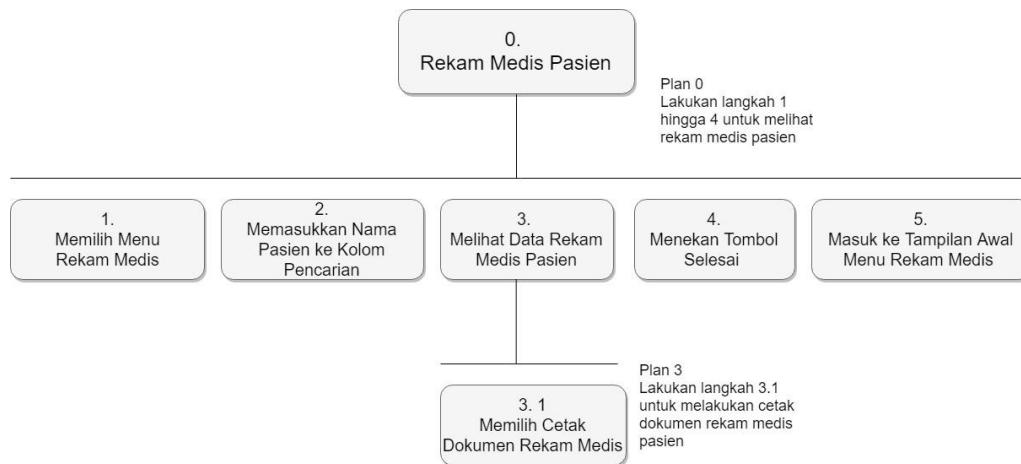 0.
Rekam Medis Pasien
Plan 0
Lakukan langkah 1
hingga 4 untuk melihat
rekam medis pasien
1.
Memilih Menu
Rekam Medis
2.
Memasukkan Nama
Pasien ke Kolom
Pencarian
3.
Melihat Data Rekam
Medis Pasien
4.
Menekan Tombol
Selesai
5.
Masuk ke Tampilan Awal
Menu Rekam Medis
Plan 3
Lakukan langkah 3.1
untuk melakukan cetak
dokumen rekam medis
pasien
3. 1
Memilih Cetak
Dokumen Rekam Medis